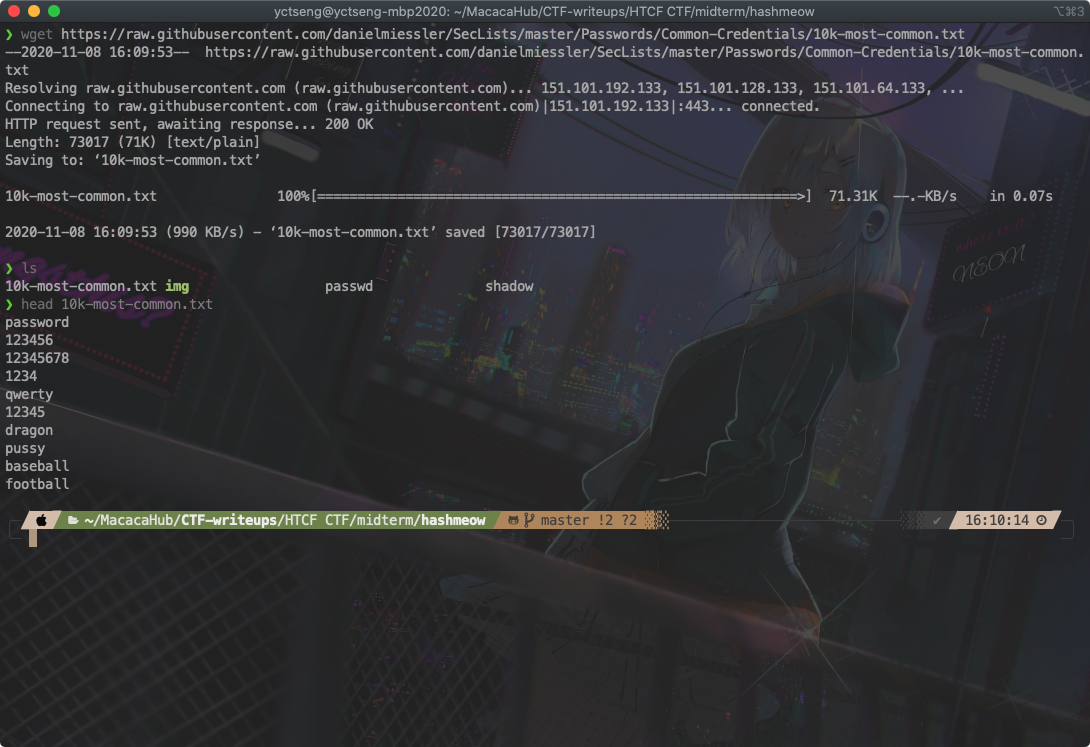 yctseng@yctseng-mbp2020: ~/MacacaHub/CTF-writeups/HTCF CTF/midterm/hashmeow
⌥⌘3
❯ wget https://raw.githubusercontent.com/danielmiessler/SecLists/master/Passwords/Common-Credentials/10k-most-common.txt
--2020-11-08 16:09:53--  https://raw.githubusercontent.com/danielmiessler/SecLists/master/Passwords/Common-Credentials/10k-most-common.
txt
Resolving raw.githubusercontent.com (raw.githubusercontent.com)... 151.101.192.133, 151.101.128.133, 151.101.64.133, ...
Connecting to raw.githubusercontent.com (raw.githubusercontent.com)|151.101.192.133|:443... connected.
HTTP request sent, awaiting response... 200 OK
Length: 73017 (71K) [text/plain]
Saving to: ‘10k-most-common.txt’
10k-most-common.txt 100%[============================================================>] 71.31K --.-KB/s in 0.07s
2020-11-08 16:09:53 (990 KB/s) - ‘10k-most-common.txt’ saved [73017/73017]
❯ ls
10k-most-common.txt img passwd shadow
❯ head 10k-most-common.txt
password
123456
12345678
1234
qwerty
12345
dragon
pussy
baseball
football
~/MacacaHub/CTF-writeups/HTCF CTF/midterm/hashmeow master !2 ?2 ✔ 16:10:14
where is it
NEON